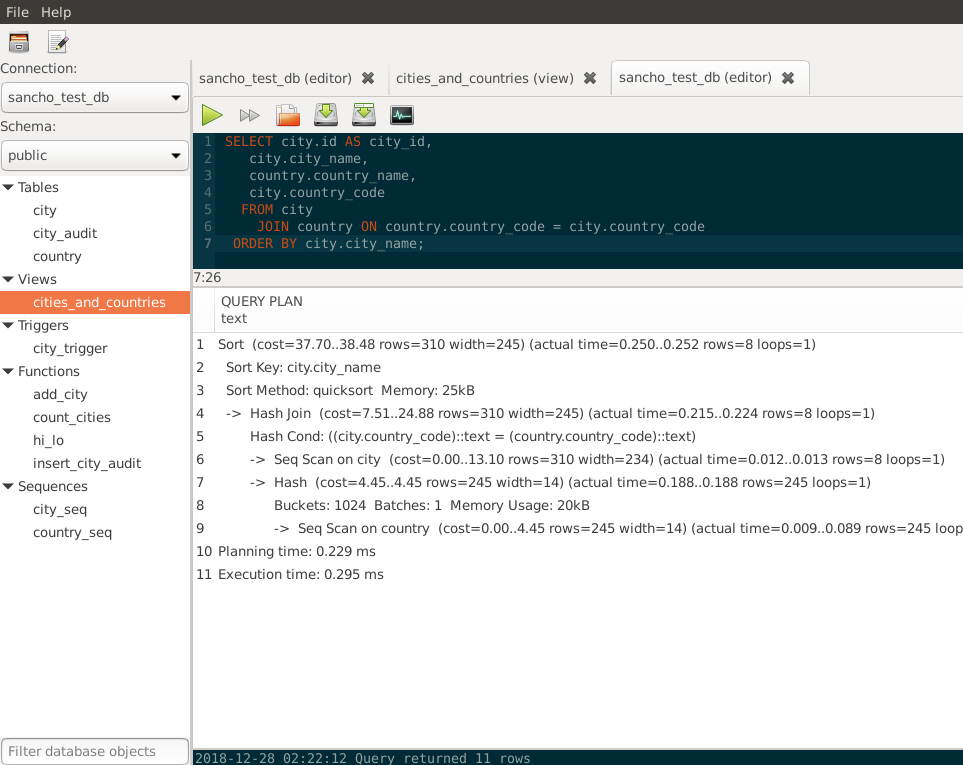 File Help
Connection:
sancho_test_db
Schema:
public
Tables
city
city_audit
country
Views
cities_and_countries
Triggers
city_trigger
Functions
add_city
count_cities
hi_lo
insert_city_audit
Sequences
city_seq
country_seq
Filter database objects
sancho_test_db (editor) ✖ cities_and_countries (view) ✖ sancho_test_db (editor) ✖
1 SELECT city.id AS city_id,
2 city.city_name,
3 country.country_name,
4 city.country_code
5 FROM city
6 JOIN country ON country.country_code = city.country_code
7 ORDER BY city.city_name;
7:26
QUERY PLAN
text
1 Sort (cost=37.70..38.48 rows=310 width=245) (actual time=0.250..0.252 rows=8 loops=1)
2 Sort Key: city.city_name
3 Sort Method: quicksort Memory: 25kB
4 -> Hash Join (cost=7.51..24.88 rows=310 width=245) (actual time=0.215..0.224 rows=8 loops=1)
5 Hash Cond: ((city.country_code)::text = (country.country_code)::text)
6 -> Seq Scan on city (cost=0.00..13.10 rows=310 width=234) (actual time=0.012..0.013 rows=8 loops=1)
7 -> Hash (cost=4.45..4.45 rows=245 width=14) (actual time=0.188..0.188 rows=245 loops=1)
8 Buckets: 1024 Batches: 1 Memory Usage: 20kB
9 -> Seq Scan on country (cost=0.00..4.45 rows=245 width=14) (actual time=0.009..0.089 rows=245 loop
10 Planning time: 0.229 ms
11 Execution time: 0.295 ms
2018-12-28 02:22:12 Query returned 11 rows